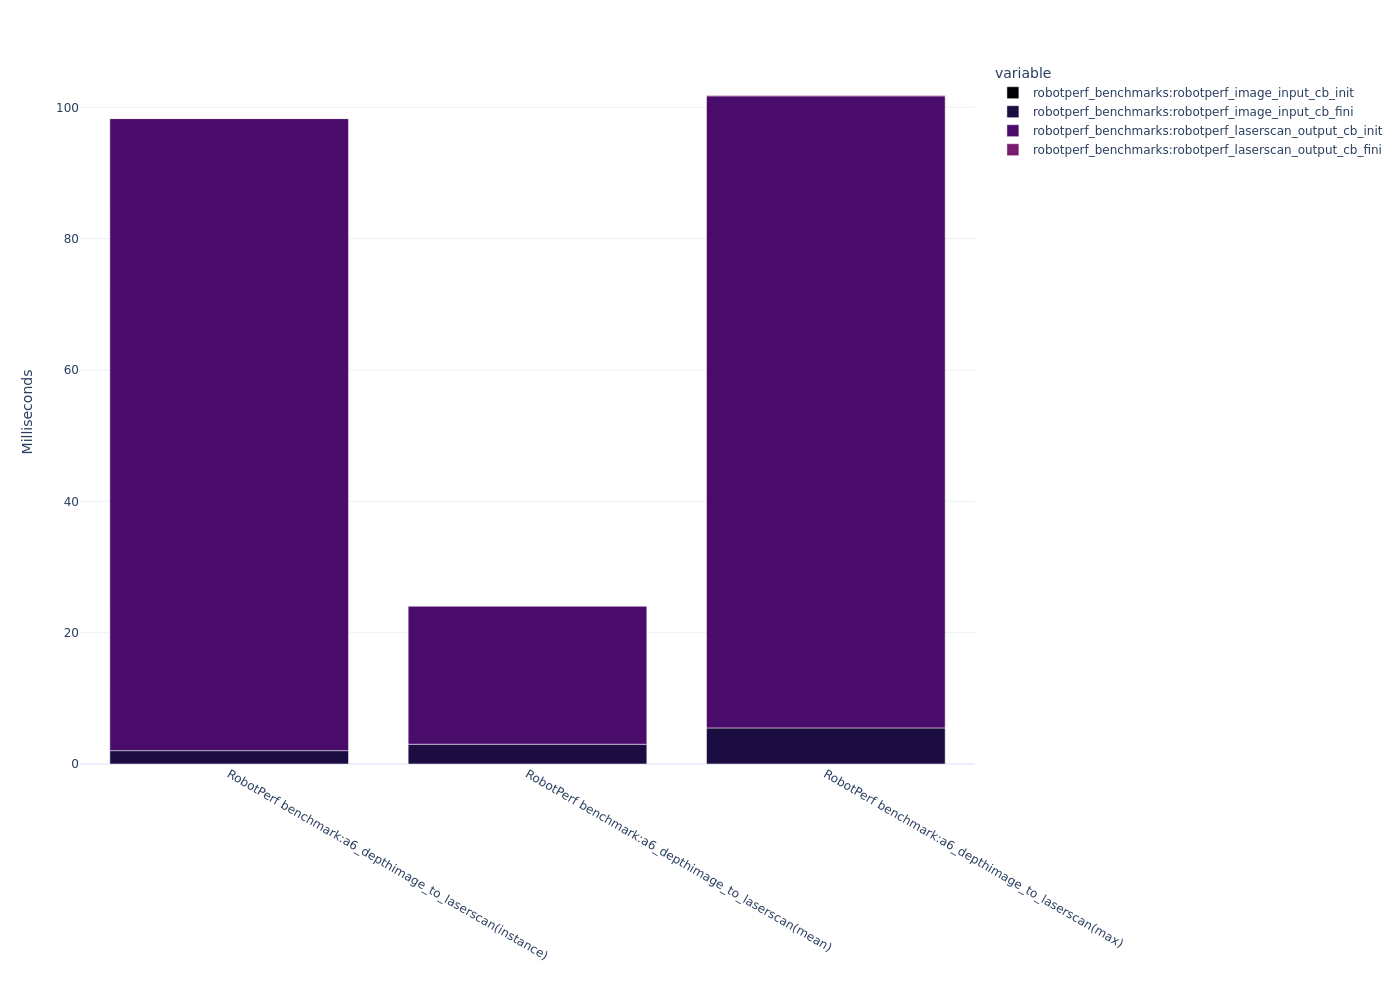 variable
robotperf_benchmarks:robotperf_image_input_cb_init
robotperf_benchmarks:robotperf_image_input_cb_fini
robotperf_benchmarks:robotperf_laserscan_output_cb_init
robotperf_benchmarks:robotperf_laserscan_output_cb_fini
100
80
60
40
20
0
Milliseconds
RobotPerf benchmark:a6_depthimage_to_laserscan(instance)
RobotPerf benchmark:a6_depthimage_to_laserscan(mean)
RobotPerf benchmark:a6_depthimage_to_laserscan(max)